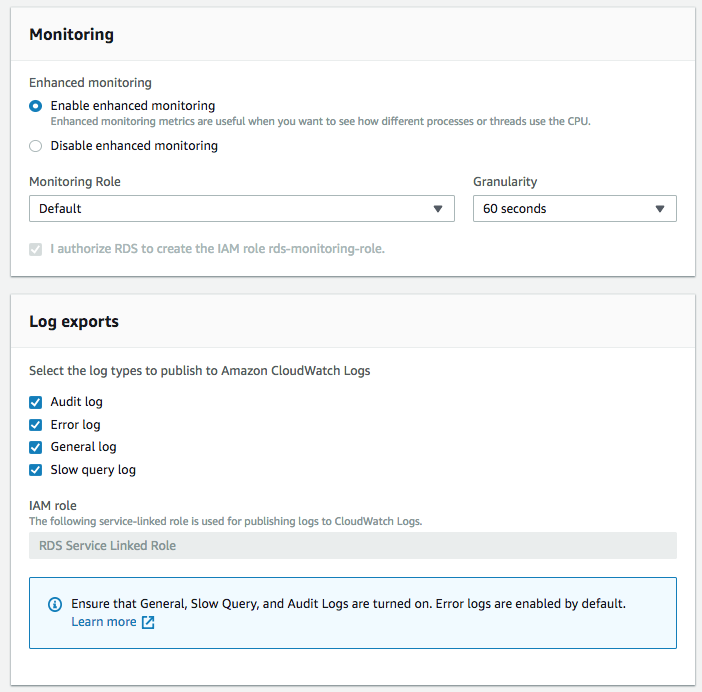 Monitoring
Enhanced monitoring
Enable enhanced monitoring
Enhanced monitoring metrics are useful when you want to see how different processes or threads use the CPU.
Disable enhanced monitoring
Monitoring Role
Granularity
Default
60 seconds
I authorize RDS to create the IAM role rds-monitoring-role.
Log exports
Select the log types to publish to Amazon CloudWatch Logs
Audit log
Error log
General log
Slow query log
IAM role
The following service-linked role is used for publishing logs to CloudWatch Logs.
RDS Service Linked Role
Ensure that General, Slow Query, and Audit Logs are turned on. Error logs are enabled by default.
Learn more